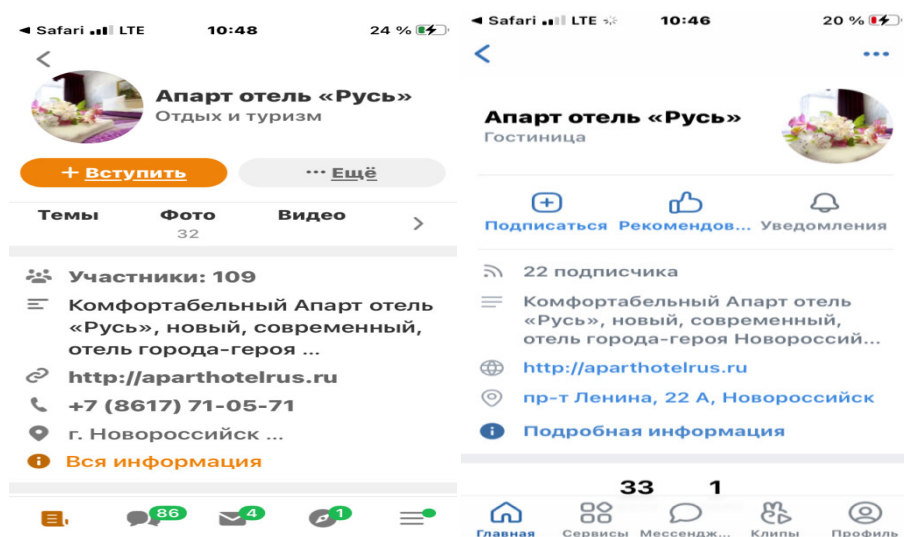 Safari LTE 10:48 24 %
Апарт отель «Русь»
Отдых и туризм
+ Вступить
... Ещё
Темы Фото Видео
32
Участники: 109
Комфортабельный Апарт отель
«Русь», новый, современный,
отель города-героя ...
http://aparthotelrus.ru
+7 (8617) 71-05-71
г. Новороссийск ...
Вся информация
86 4 1
Safari LTE 10:46 20 %
Апарт отель «Русь»
Гостиница
Подписаться Рекомендов... Уведомления
22 подписчика
Комфортабельный Апарт отель
«Русь», новый, современный,
отель города-героя Новороссий...
http://aparthotelrus.ru
пр-т Ленина, 22 А, Новороссийск
Подробная информация
33 1
Главная Сервисы Мессендж... Клипы Профиль